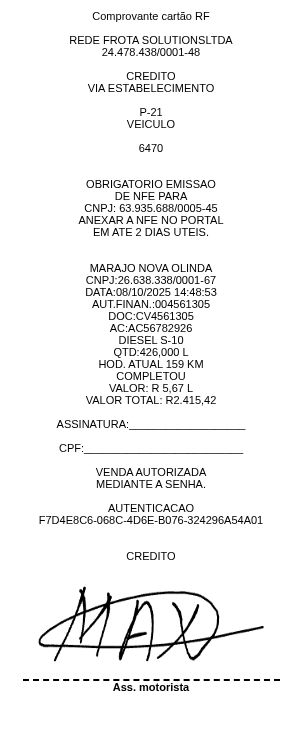 Comprovante cartão RF
REDE FROTA SOLUTIONSLTDA
24.478.438/0001-48
CREDITO
VIA ESTABELECIMENTO
P-21
VEICULO
6470
OBRIGATORIO EMISSAO
DE NFE PARA
CNPJ: 63.935.688/0005-45
ANEXAR A NFE NO PORTAL
EM ATE 2 DIAS UTEIS.
MARAJO NOVA OLINDA
CNPJ:26.638.338/0001-67
DATA:08/10/2025 14:48:53
AUT.FINAN.:004561305
DOC:CV4561305
AC:AC56782926
DIESEL S-10
QTD:426,000 L
HOD. ATUAL 159 KM
COMPLETOU
VALOR: R 5,67 L
VALOR TOTAL: R2.415,42
ASSINATURA:___________________
CPF:__________________________
VENDA AUTORIZADA
MEDIANTE A SENHA.
AUTENTICACAO
F7D4E8C6-068C-4D6E-B076-324296A54A01
CREDITO
Ass. motorista